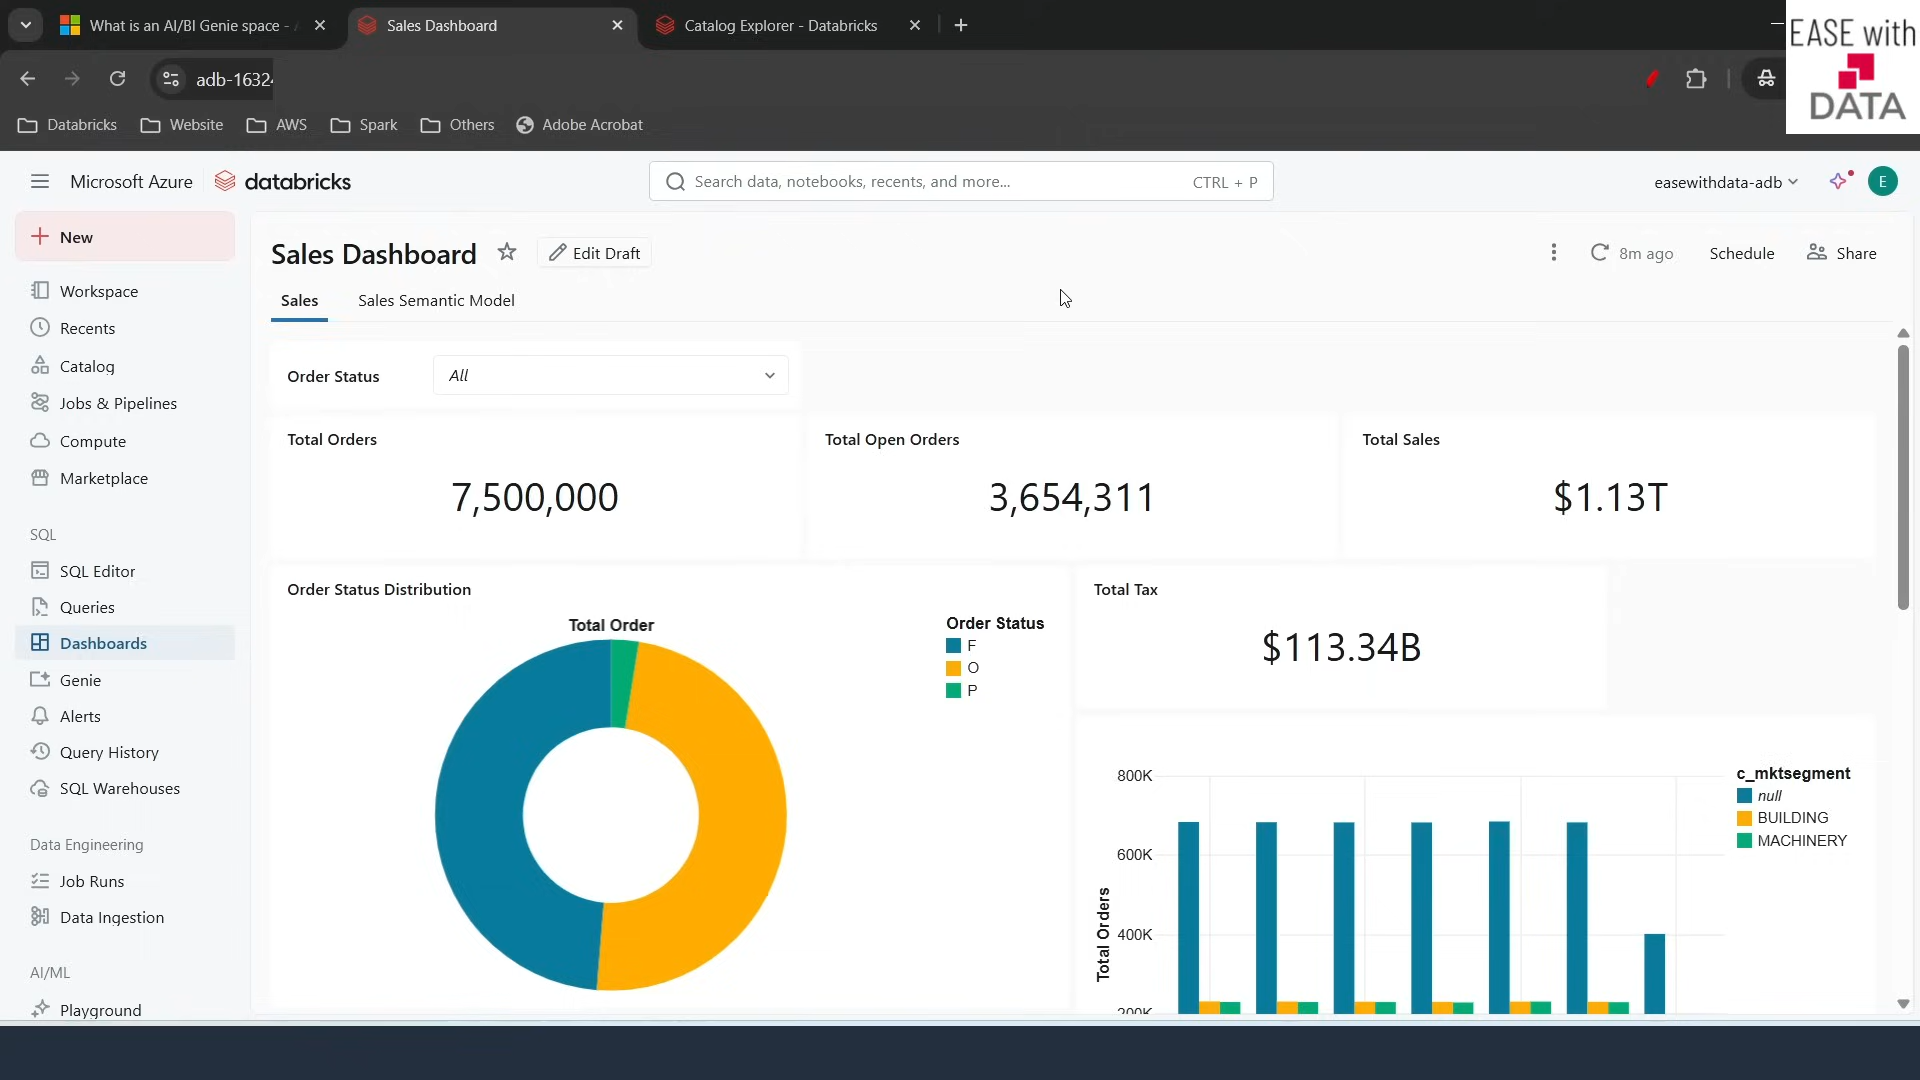 What is an AI/BI Genie space -
Sales Dashboard
Catalog Explorer - Databricks
EASE with
DATA
adb-1632
Databricks
Website
AWS
Spark
Others
Adobe Acrobat
Microsoft Azure
databricks
Search data, notebooks, recents, and more...
CTRL + P
easewithdata-adb
E
New
Workspace
Recents
Catalog
Jobs & Pipelines
Compute
Marketplace
SQL
SQL Editor
Queries
Dashboards
Genie
Alerts
Query History
SQL Warehouses
Data Engineering
Job Runs
Data Ingestion
AI/ML
Playground
Sales Dashboard
Edit Draft
8m ago
Schedule
Share
Sales
Sales Semantic Model
Order Status
All
Total Orders
7,500,000
Total Open Orders
3,654,311
Total Sales
$1.13T
Order Status Distribution
Total Order
Order Status
F
O
P
Total Tax
$113.34B
800K
600K
400K
200K
Total Orders
c_mktsegment
null
BUILDING
MACHINERY